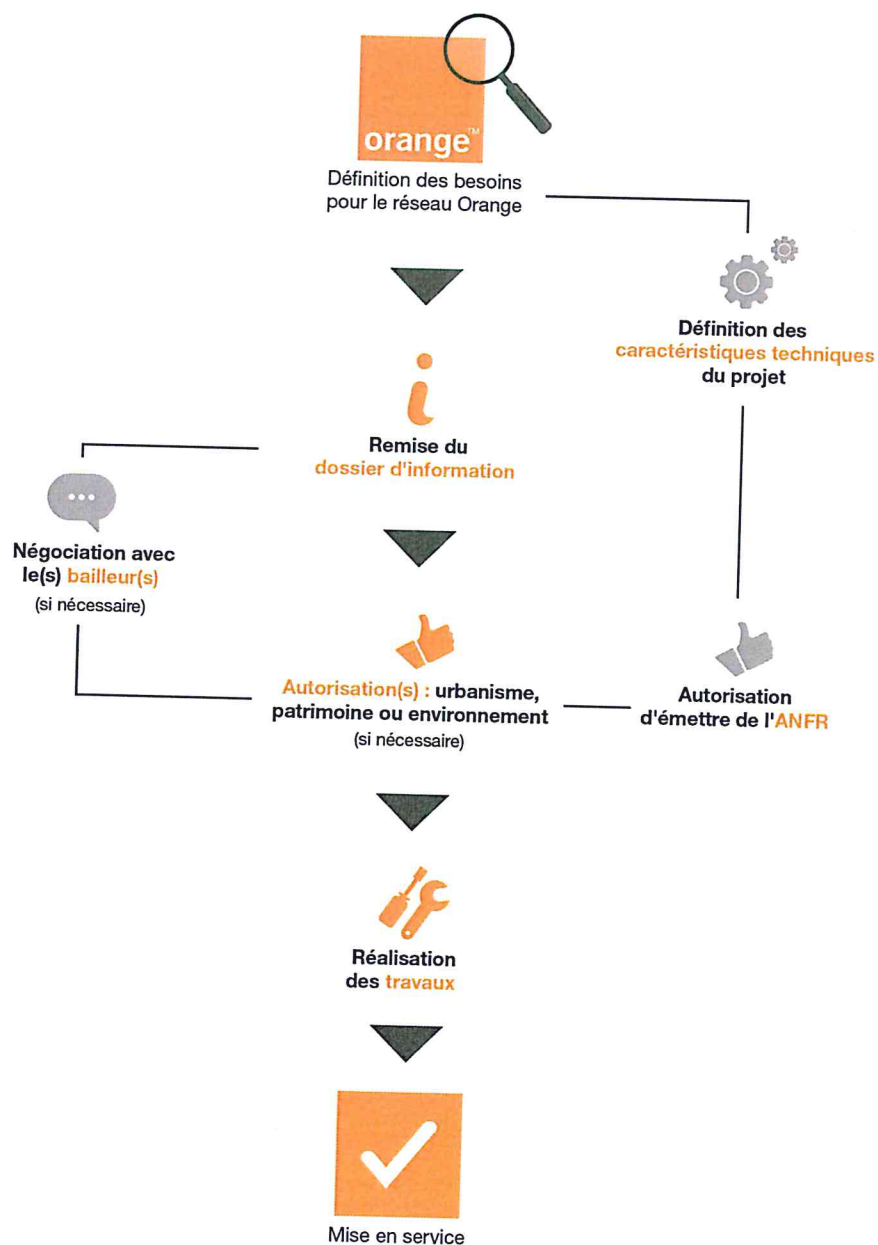 orange™
Définition des besoins
pour le réseau Orange
Définition des
caractéristiques techniques
du projet
Remise du
dossier d'information
Négociation avec
le(s) bailleur(s)
(si nécessaire)
Autorisation(s) : urbanisme,
patrimoine ou environnement
(si nécessaire)
Autorisation
d'émettre de l'ANFR
Réalisation
des travaux
Mise en service